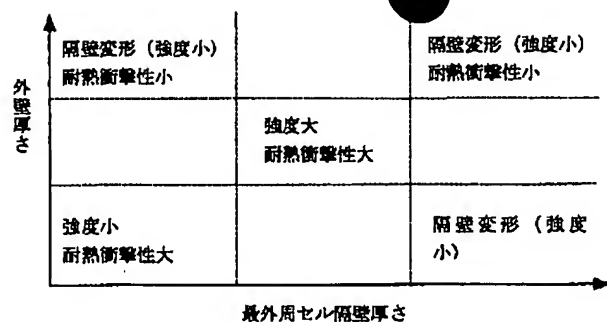 隔壁変形（強度小）
耐熱衝撃性小
隔壁変形（強度小）
耐熱衝撃性小
外壁厚さ
強度大
耐熱衝撃性大
強度小
耐熱衝撃性大
隔壁変形（強度
小）
最外周セル隔壁厚さ